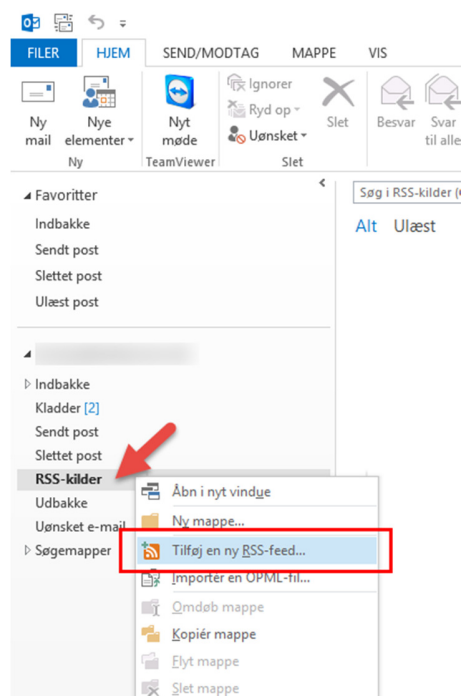 FILER HJEM SEND/MODTAG MAPPE VIS
Ny mail
Nye elementer
Ny
Nyt møde
TeamViewer
Ignorer
Ryd op
Uønsket
Slet
Slet
Besvar
Svar til alle
Favoritter
Indbakke
Sendt post
Slettet post
Ulæst post
Søg i RSS-kilder (
Alt Ulæst
Indbakke
Kladder [2]
Sendt post
Slettet post
RSS-kilder
Udbakke
Uønsket e-mail
Søgemapper
Åbn i nyt vindue
Ny mappe...
Tilføj en ny RSS-feed...
Importér en OPML-fil...
Omdøb mappe
Kopiér mappe
Flyt mappe
Slet mappe